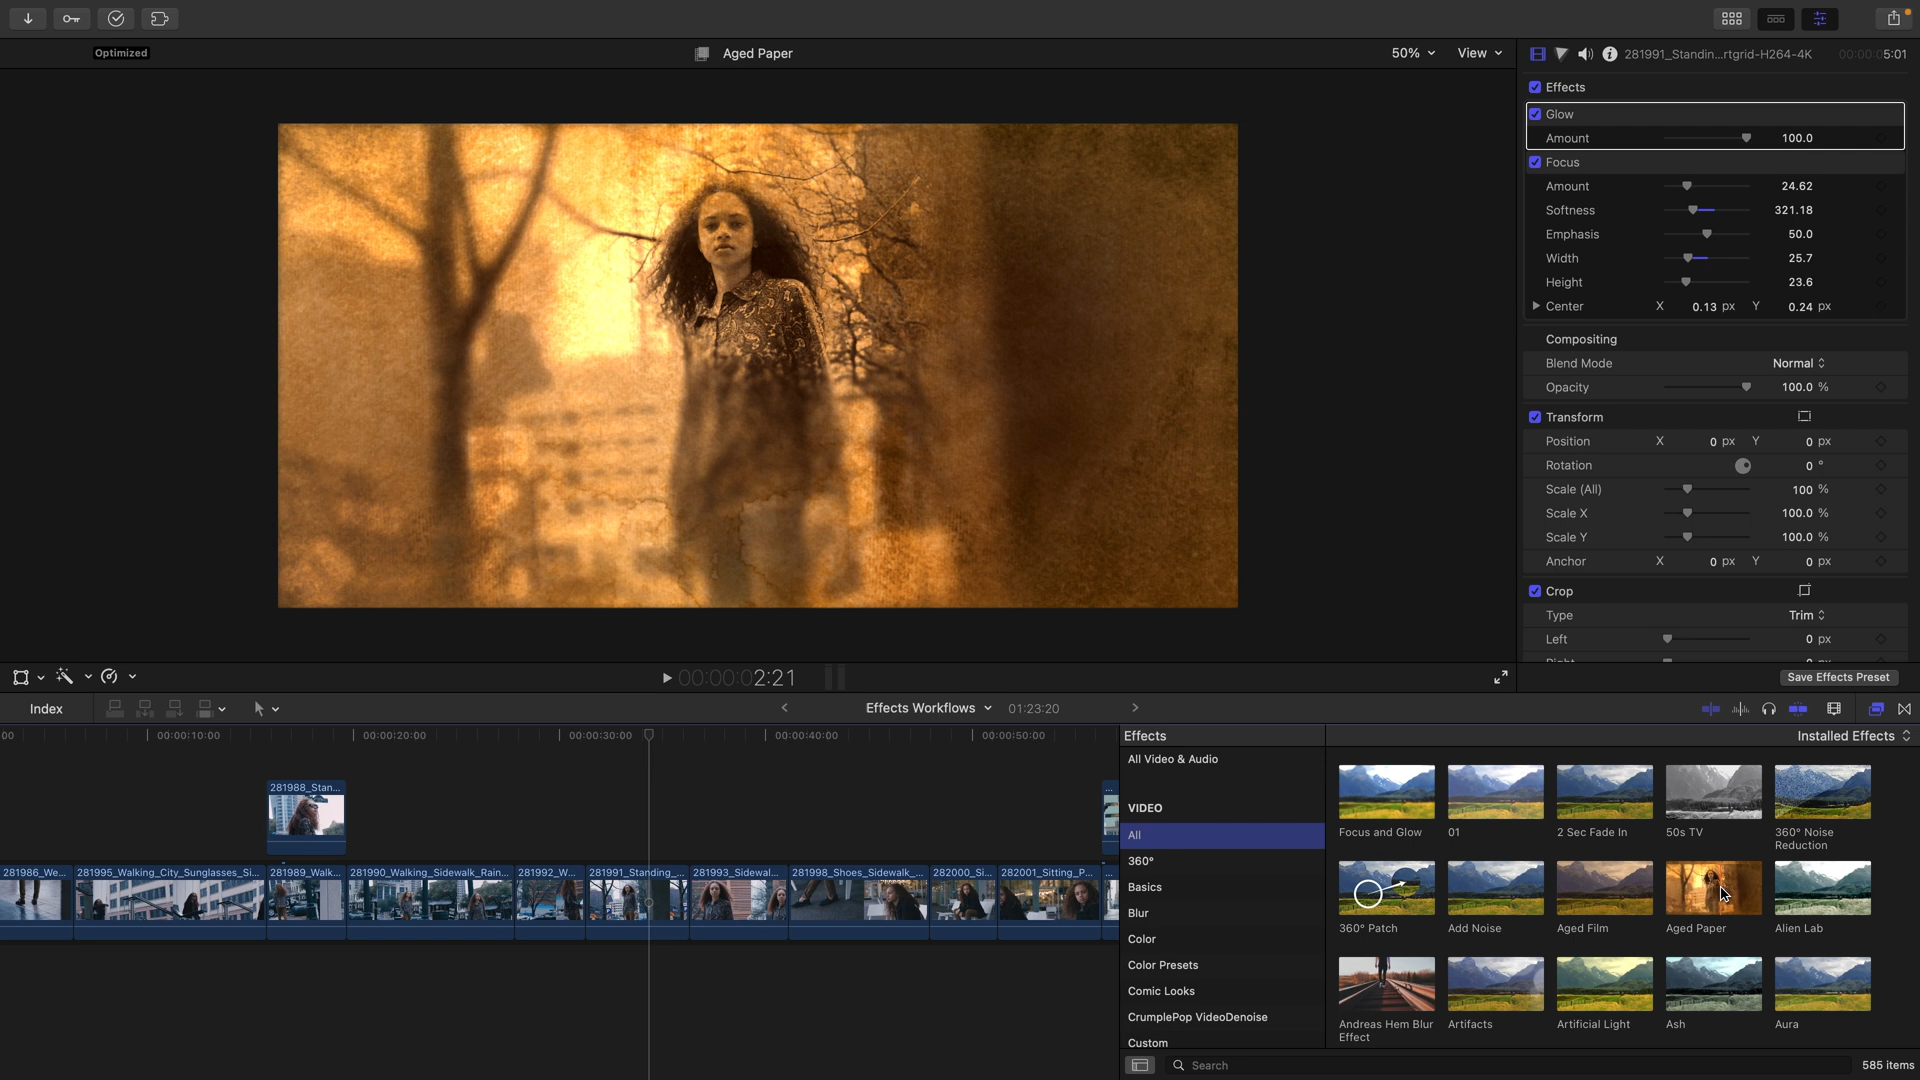 Optimized
Aged Paper
50%
View
281991_Standin...rtgrid-H264-4K
00:00:05:01
Effects
Glow
Amount 100.0
Focus
Amount 24.62
Softness 321.18
Emphasis 50.0
Width 25.7
Height 23.6
Center X 0.13 px Y 0.24 px
Compositing
Blend Mode Normal
Opacity 100.0 %
Transform
Position X 0 px Y 0 px
Rotation 0 °
Scale (All) 100 %
Scale X 100.0 %
Scale Y 100.0 %
Anchor X 0 px Y 0 px
Crop
Type Trim
Left 0 px
Save Effects Preset
00:00:02:21
Index
Effects Workflows
01:23:20
00
00:00:10:00
00:00:20:00
00:00:30:00
00:00:40:00
00:00:50:00
281988_Stan...
...
281986_We...
281995_Walking_City_Sunglasses_Si...
281989_Walk...
281990_Walking_Sidewalk_Rain...
281992_W...
281991_Standing_...
281993_Sidewal...
281998_Shoes_Sidewalk_...
282000_Si...
282001_Sitting_P...
...
Effects
Installed Effects
All Video & Audio
VIDEO
All
360°
Basics
Blur
Color
Color Presets
Comic Looks
CrumplePop VideoDenoise
Custom
Focus and Glow
01
2 Sec Fade In
50s TV
360° Noise
Reduction
360° Patch
Add Noise
Aged Film
Aged Paper
Alien Lab
Andreas Hem Blur
Effect
Artifacts
Artificial Light
Ash
Aura
Search
585 items